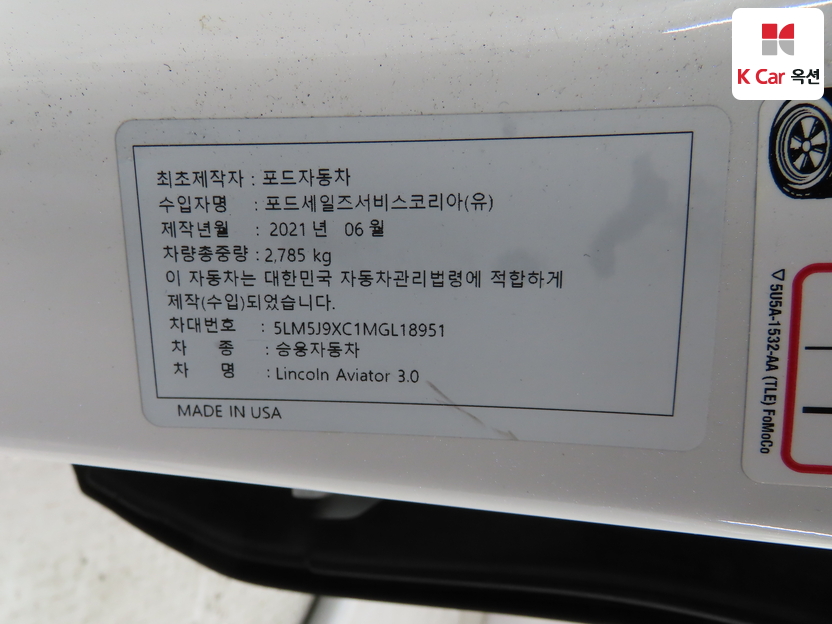 K Car 옥션
최초제작자 : 포드자동차
수입자명 : 포드세일즈서비스코리아(유)
제작년월 : 2021 년 06 월
차량총중량 : 2,785 kg
이 자동차는 대한민국 자동차관리법령에 적합하게
제작(수입)되었습니다.
차대번호 : 5LM5J9XC1MGL18951
차 종 : 승용자동차
차 명 : Lincoln Aviator 3.0
MADE IN USA
5U5A-1532-AA (TLE) FoMoCo